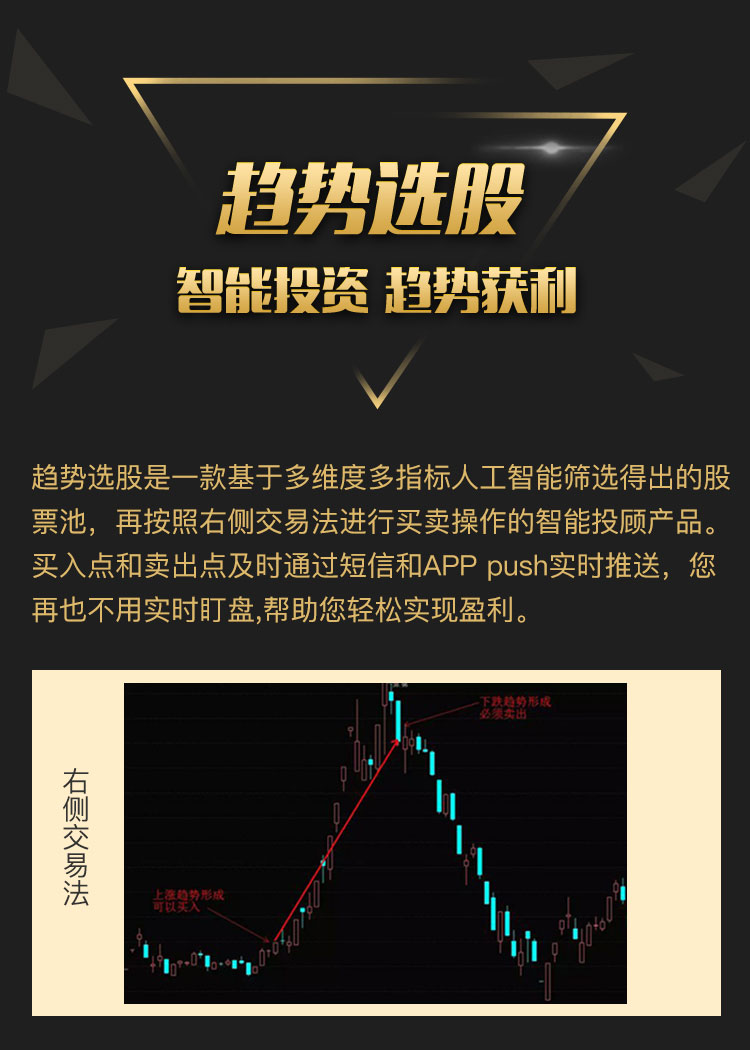 趋势选股
智能投资 趋势获利
趋势选股是一款基于多维度多指标人工智能筛选得出的股
票池，再按照右侧交易法进行买卖操作的智能投顾产品。
买入点和卖出点及时通过短信和APP push实时推送，您
再也不用实时盯盘,帮助您轻松实现盈利。
右侧交易法
下跌趋势形成
必须卖出
上涨趋势形成
可以买入